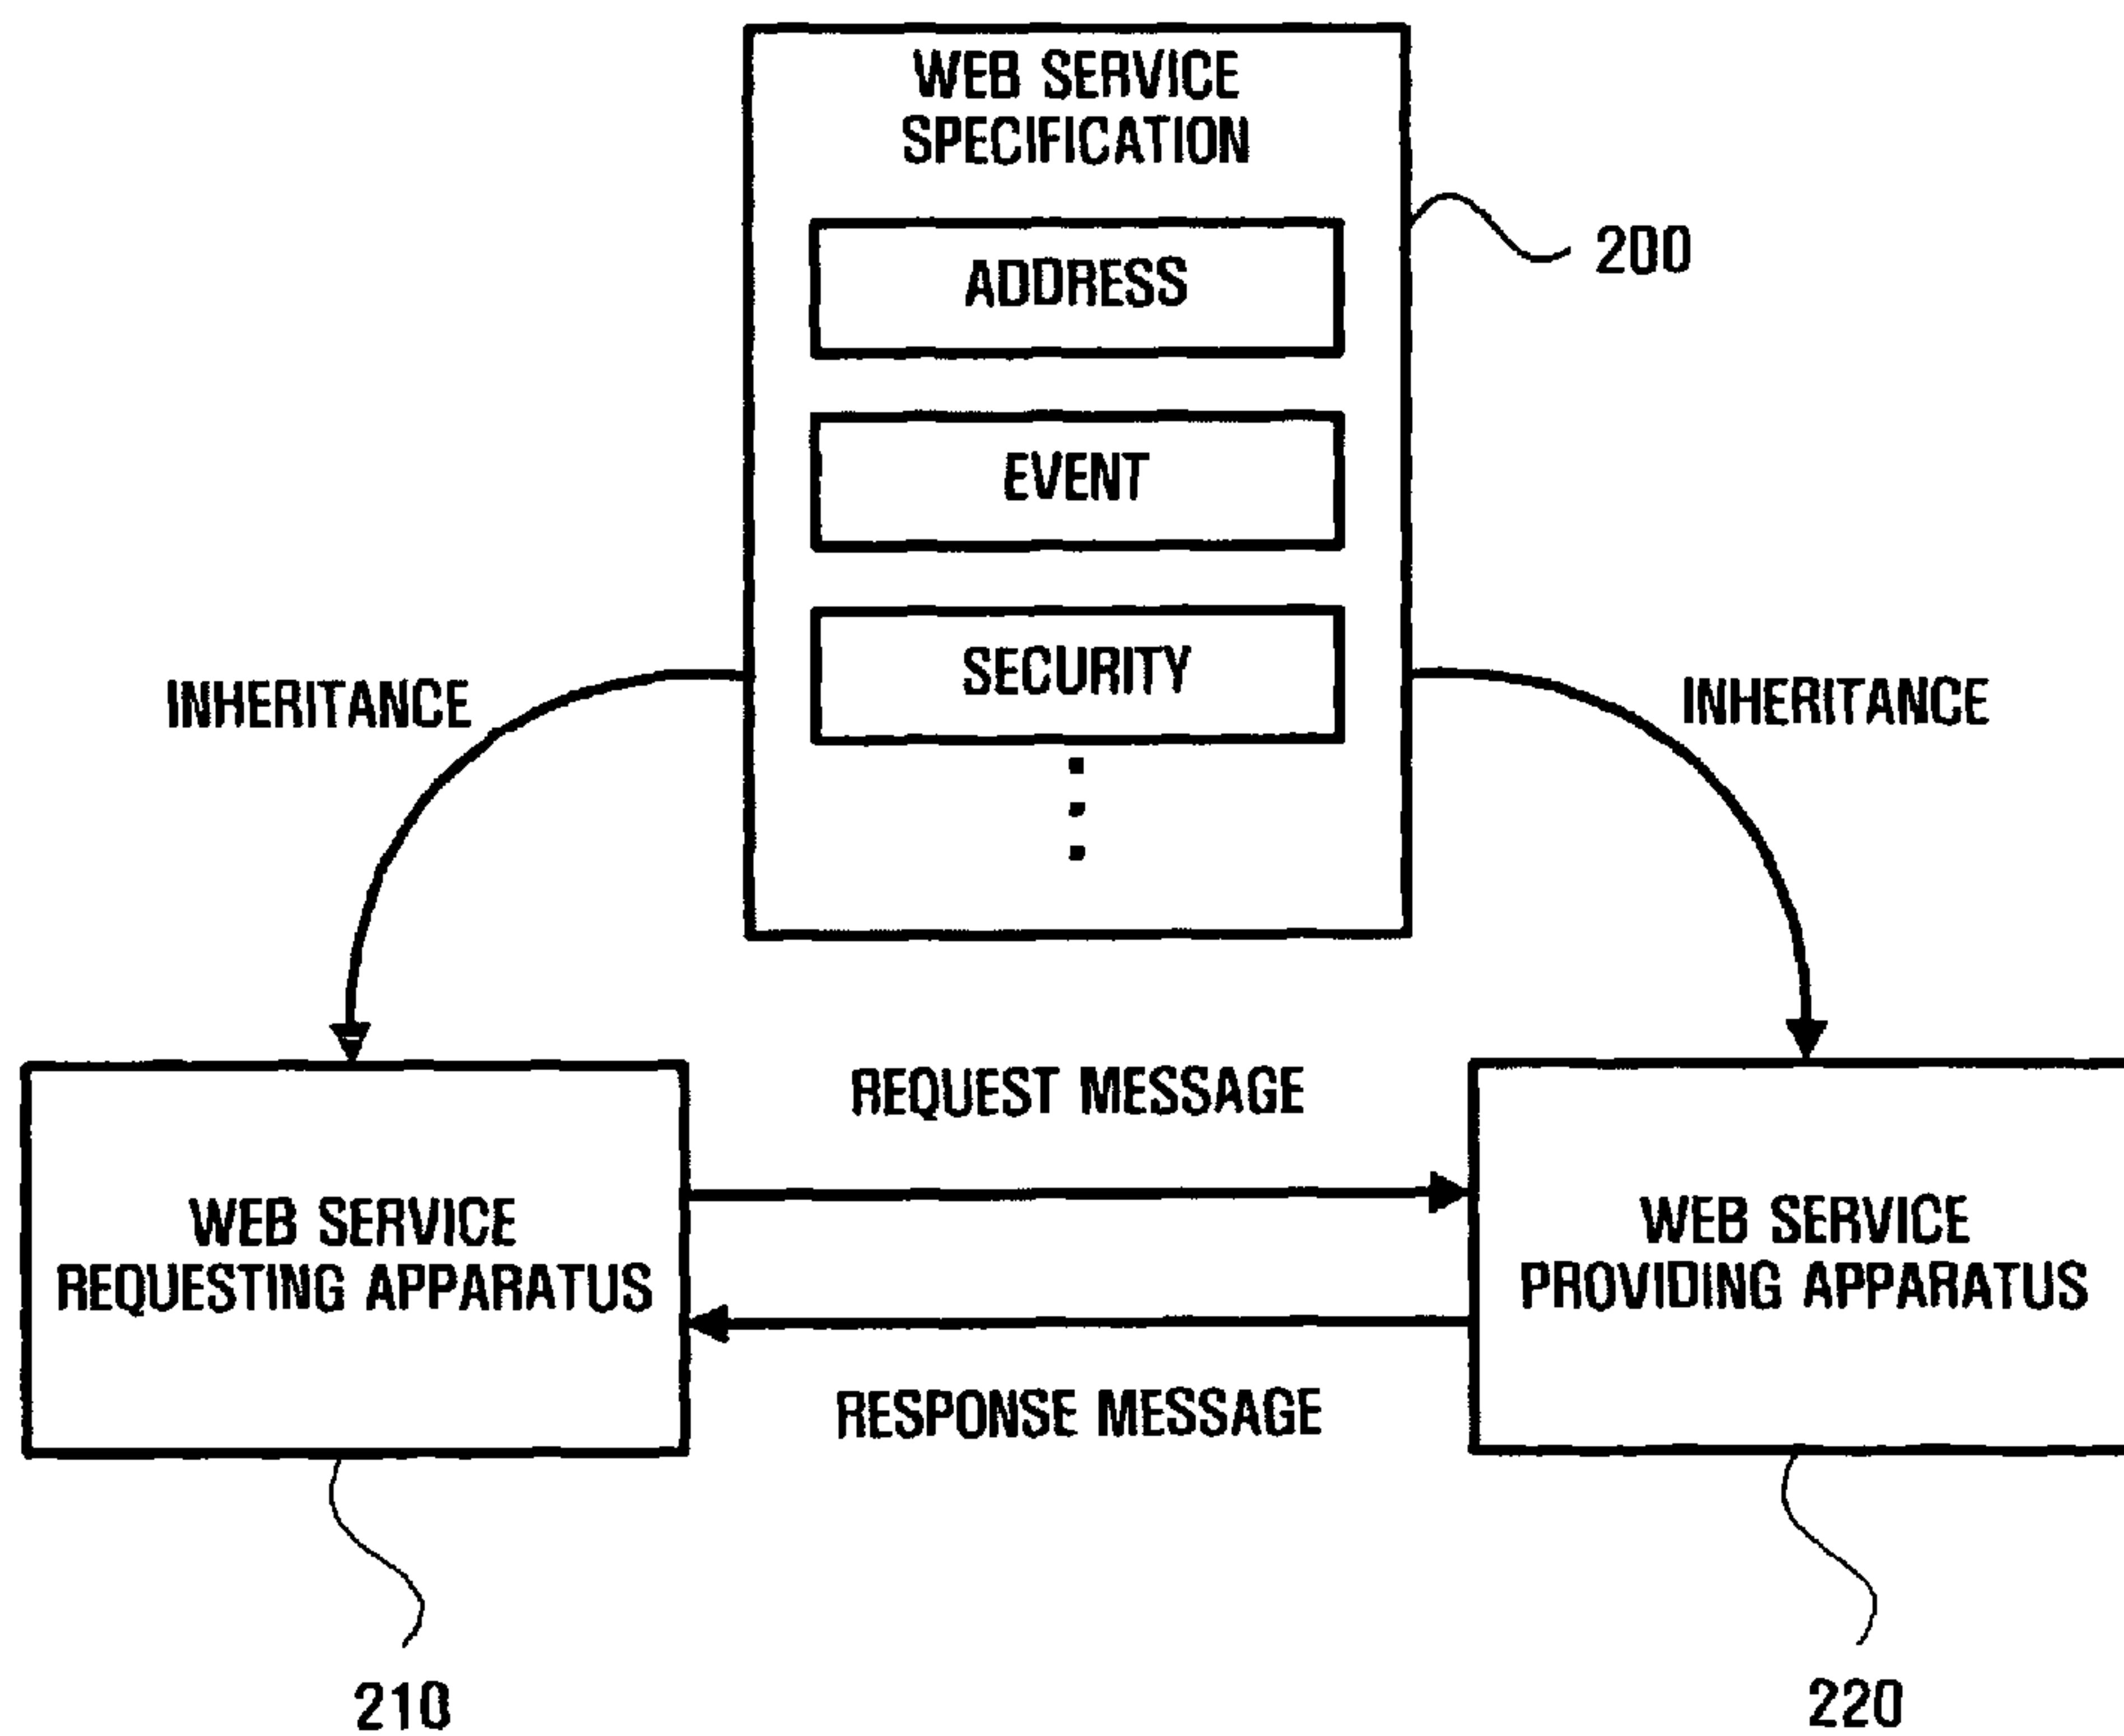 WEB SERVICE
SPECIFICATION
ADDRESS
200
EVENT
SECURITY
INHERITANCE
INHERITANCE
REQUEST MESSAGE
WEB SERVICE
REQUESTING APPARATUS
WEB SERVICE
PROVIDING APPARATUS
RESPONSE MESSAGE
210
220